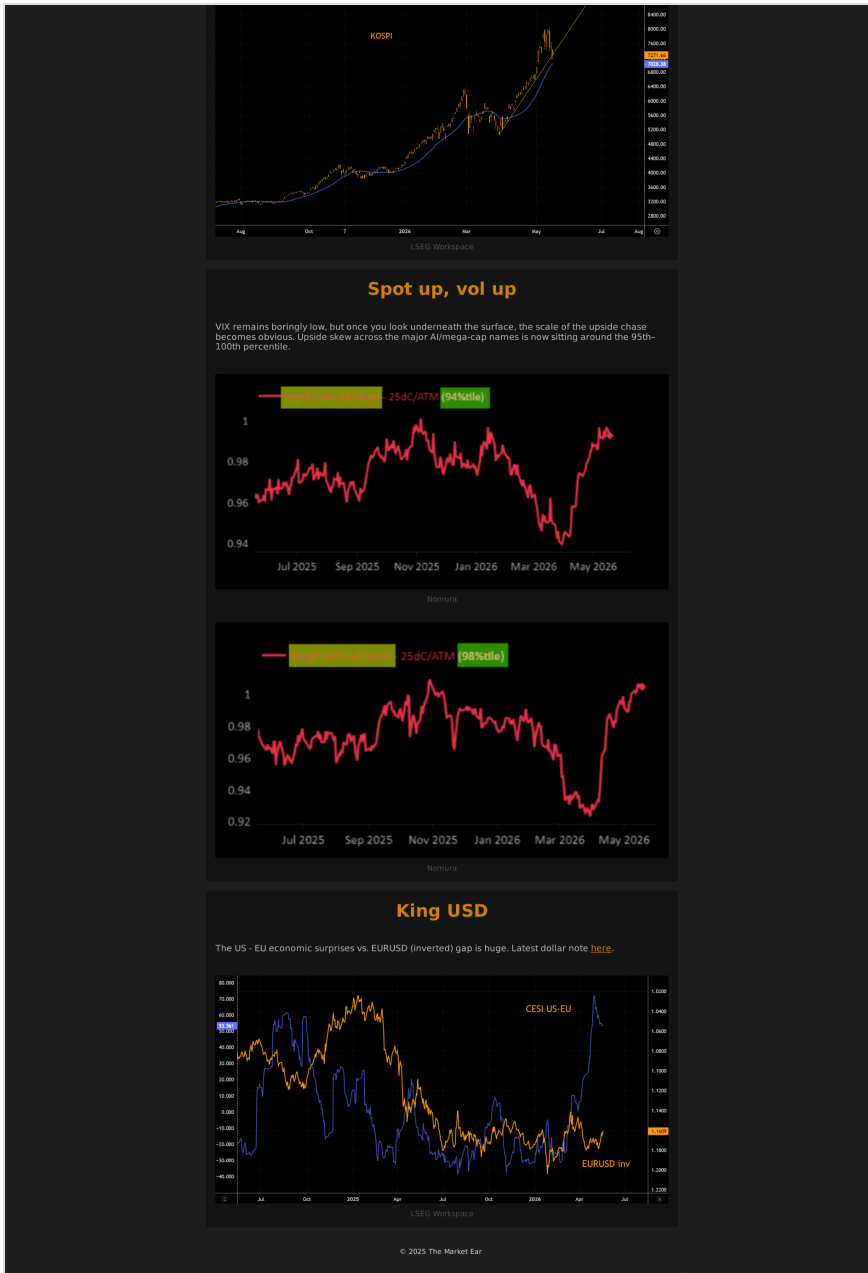 KOSPI
8400.00
8000.00
7600.00
7271.66
7028.36
6800.00
6400.00
6000.00
5600.00
5200.00
4800.00
4400.00
4000.00
3600.00
3200.00
2800.00
Aug Oct 7 2026 Mar May Jul Aug
LSEG Workspace
Spot up, vol up
VIX remains boringly low, but once you look underneath the surface, the scale of the upside chase
becomes obvious. Upside skew across the major AI/mega-cap names is now sitting around the 95th–
100th percentile.
- 25dC/ATM (94%tile)
1
0.98
0.96
0.94
Jul 2025 Sep 2025 Nov 2025 Jan 2026 Mar 2026 May 2026
Nomura
- 25dC/ATM (98%tile)
1
0.98
0.96
0.94
0.92
Jul 2025 Sep 2025 Nov 2025 Jan 2026 Mar 2026 May 2026
Nomura
King USD
The US - EU economic surprises vs. EURUSD (inverted) gap is huge. Latest dollar note here.
CESI US-EU
EURUSD inv
80.000
70.000
60.000
53.361
50.000
40.000
30.000
20.000
10.000
0.000
-10.000
-20.000
-30.000
-40.000
1.0200
1.0400
1.0600
1.0800
1.1000
1.1200
1.1400
1.1609
1.1800
1.2000
1.2200
Jul Oct 2025 Apr Jul Oct 2026 Apr Jul
LSEG Workspace
© 2025 The Market Ear